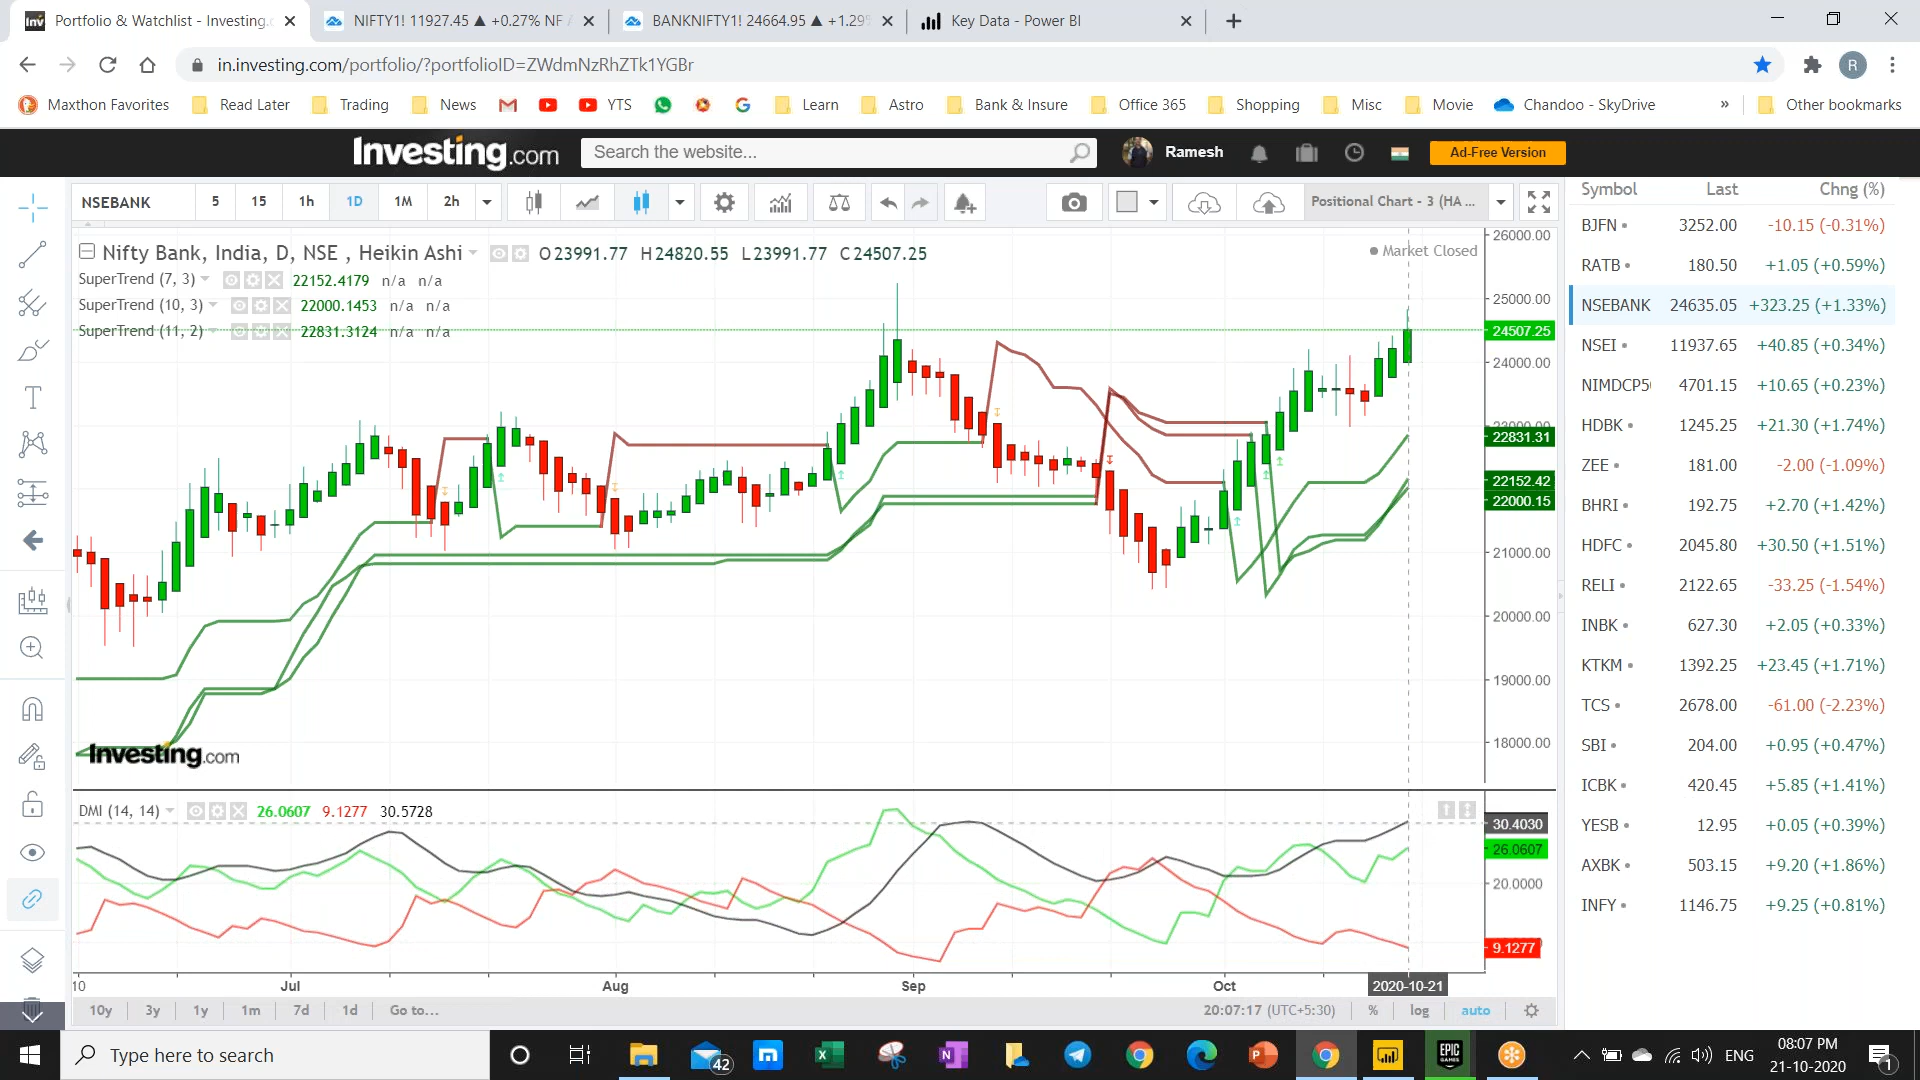 Portfolio & Watchlist - Investing.
NIFTY1! 11927.45 ▲ +0.27% NF
BANKNIFTY1! 24664.95 ▲ +1.29%
Key Data - Power BI
in.investing.com/portfolio/?portfolioID=ZWdmNzRhZTk1YGBr
R
Maxthon Favorites Read Later Trading News YTS Learn Astro Bank & Insure Office 365 Shopping Misc Movie Chandoo - SkyDrive » Other bookmarks
Investing.com Search the website... Ramesh Ad-Free Version
NSEBANK 5 15 1h 1D 1M 2h Positional Chart - 3 (HA ...
Nifty Bank, India, D, NSE , Heikin Ashi O 23991.77 H 24820.55 L 23991.77 C 24507.25 Market Closed
SuperTrend (7, 3) 22152.4179 n/a n/a
SuperTrend (10, 3) 22000.1453 n/a n/a
SuperTrend (11, 2) 22831.3124 n/a n/a
26000.00
25000.00
24507.25
24000.00
22831.31
22152.42
22000.15
21000.00
20000.00
19000.00
18000.00
Investing.com
DMI (14, 14) 26.0607 9.1277 30.5728
30.4030
26.0607
20.0000
9.1277
10 Jul Aug Sep Oct 2020-10-21
10y 3y 1y 1m 7d 1d Go to... 20:07:17 (UTC+5:30) % log auto
Symbol Last Chng (%)
BJFN 3252.00 -10.15 (-0.31%)
RATB 180.50 +1.05 (+0.59%)
NSEBANK 24635.05 +323.25 (+1.33%)
NSEI 11937.65 +40.85 (+0.34%)
NIMDCP5 4701.15 +10.65 (+0.23%)
HDBK 1245.25 +21.30 (+1.74%)
ZEE 181.00 -2.00 (-1.09%)
BHRI 192.75 +2.70 (+1.42%)
HDFC 2045.80 +30.50 (+1.51%)
RELI 2122.65 -33.25 (-1.54%)
INBK 627.30 +2.05 (+0.33%)
KTKM 1392.25 +23.45 (+1.71%)
TCS 2678.00 -61.00 (-2.23%)
SBI 204.00 +0.95 (+0.47%)
ICBK 420.45 +5.85 (+1.41%)
YESB 12.95 +0.05 (+0.39%)
AXBK 503.15 +9.20 (+1.86%)
INFY 1146.75 +9.25 (+0.81%)
Type here to search 42 ENG 08:07 PM
21-10-2020 1